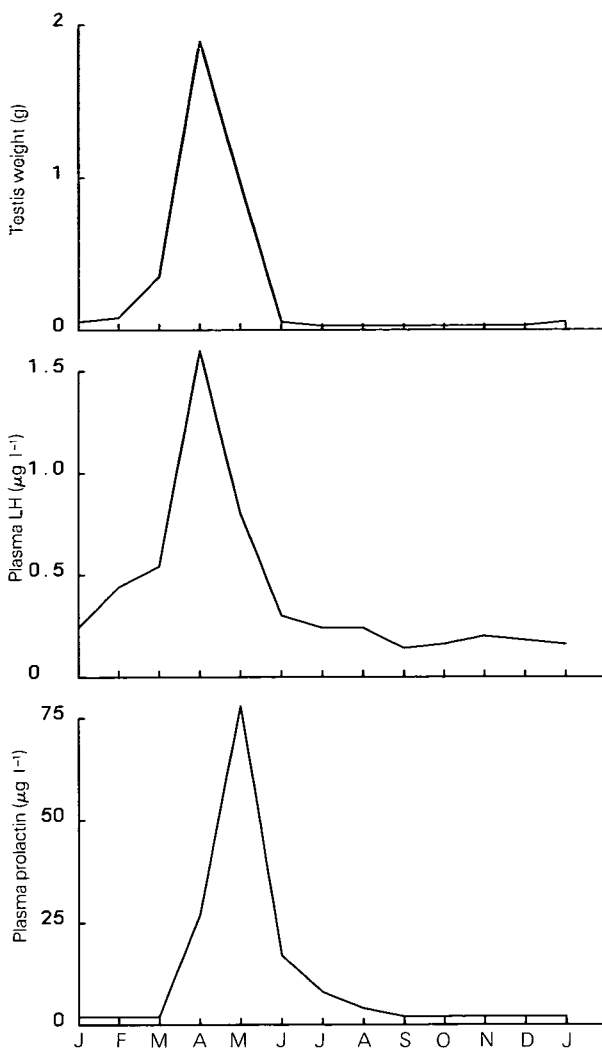 Testis weight (g)
2
1
0
Plasma LH (μg l⁻¹)
1.5
1.0
0.5
0
Plasma prolactin (μg l⁻¹)
75
50
25
0
J F M A M J J A S O N D J